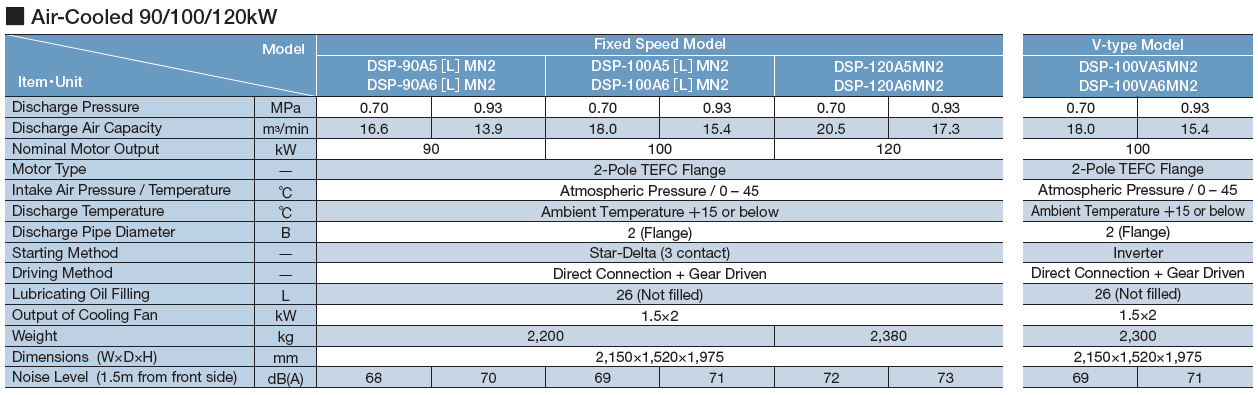 ■ Air-Cooled 90/100/120kW
Model Fixed Speed Model V-type Model
Item・Unit DSP-90A5 [L] MN2 DSP-100A5 [L] MN2 DSP-120A5MN2 DSP-100VA5MN2
DSP-90A6 [L] MN2 DSP-100A6 [L] MN2 DSP-120A6MN2 DSP-100VA6MN2
Discharge Pressure MPa 0.70 0.93 0.70 0.93 0.70 0.93 0.70 0.93
Discharge Air Capacity m3/min 16.6 13.9 18.0 15.4 20.5 17.3 18.0 15.4
Nominal Motor Output kW 90 100 120 100
Motor Type — 2-Pole TEFC Flange 2-Pole TEFC Flange
Intake Air Pressure / Temperature ℃ Atmospheric Pressure / 0 – 45 Atmospheric Pressure / 0 – 45
Discharge Temperature ℃ Ambient Temperature +15 or below Ambient Temperature +15 or below
Discharge Pipe Diameter B 2 (Flange) 2 (Flange)
Starting Method — Star-Delta (3 contact) Inverter
Driving Method — Direct Connection + Gear Driven Direct Connection + Gear Driven
Lubricating Oil Filling L 26 (Not filled) 26 (Not filled)
Output of Cooling Fan kW 1.5×2 1.5×2
Weight kg 2,200 2,380 2,300
Dimensions (W×D×H) mm 2,150×1,520×1,975 2,150×1,520×1,975
Noise Level (1.5m from front side) dB(A) 68 70 69 71 72 73 69 71